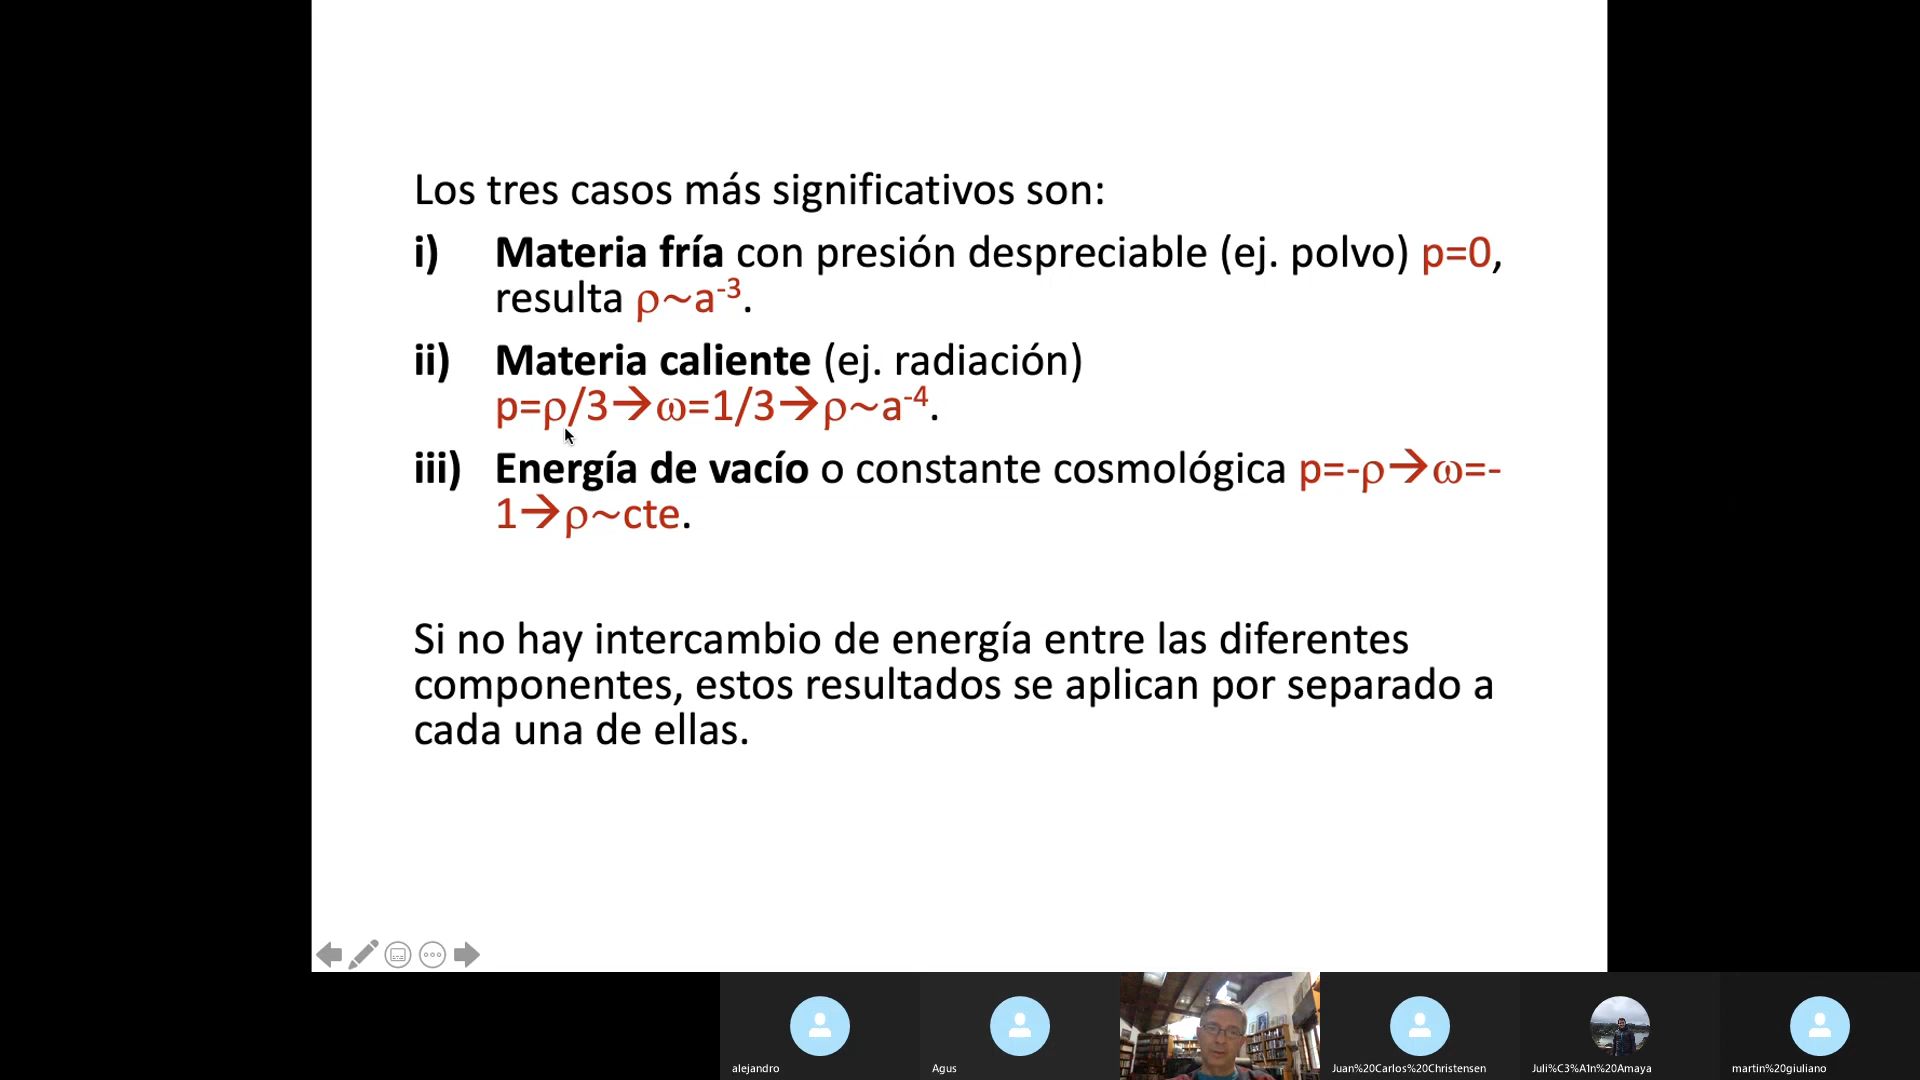 Los tres casos más significativos son:
i) Materia fría con presión despreciable (ej. polvo) p=0,
resulta ρ~a⁻³.
ii) Materia caliente (ej. radiación)
p=ρ/3→ω=1/3→ρ~a⁻⁴.
iii) Energía de vacío o constante cosmológica p=-ρ→ω=-
1→ρ~cte.
Si no hay intercambio de energía entre las diferentes
componentes, estos resultados se aplican por separado a
cada una de ellas.
alejandro
Agus
Juan%20Carlos%20Christensen
Juli%C3%A1n%20Amaya
martin%20giuliano